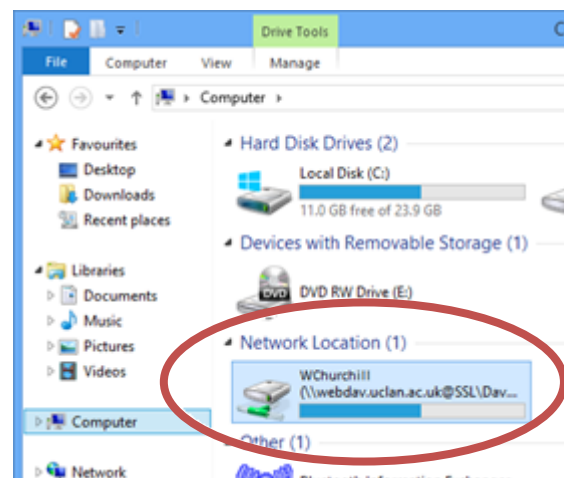 Drive Tools
File Computer View Manage
Computer
Favourites
Desktop
Downloads
Recent places
Libraries
Documents
Music
Pictures
Videos
Computer
Network
Hard Disk Drives (2)
Local Disk (C:)
11.0 GB free of 23.9 GB
Devices with Removable Storage (1)
DVD
DVD RW Drive (E:)
Network Location (1)
WChurchill
(\\webdav.uclan.ac.uk@SSL\Dav...
Other (1)